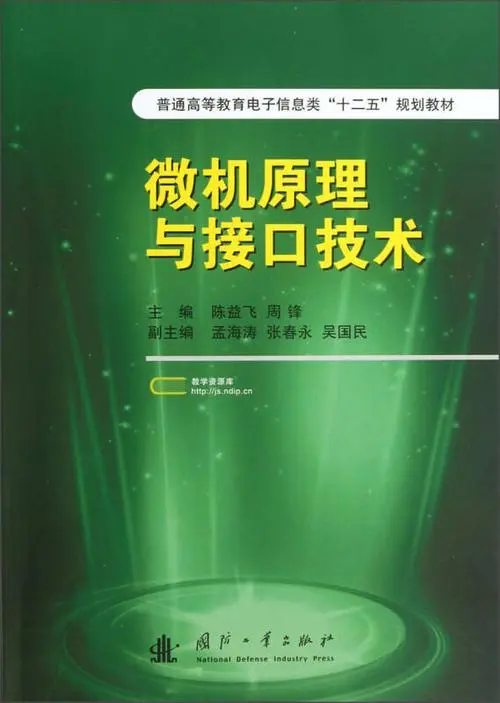 普通高等教育电子信息类“十二五”规划教材
微机原理
与接口技术
主 编 陈益飞 周 锋
副主编 孟海涛 张春永 吴国民
教学资源库
http://js.ndip.cn
国防工业出版社
National Defense Industry Press